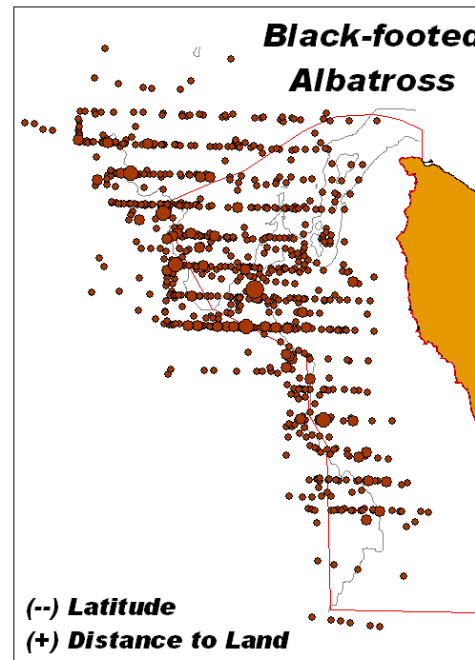 Black-footed
Albatross
(--) Latitude
(+) Distance to Land